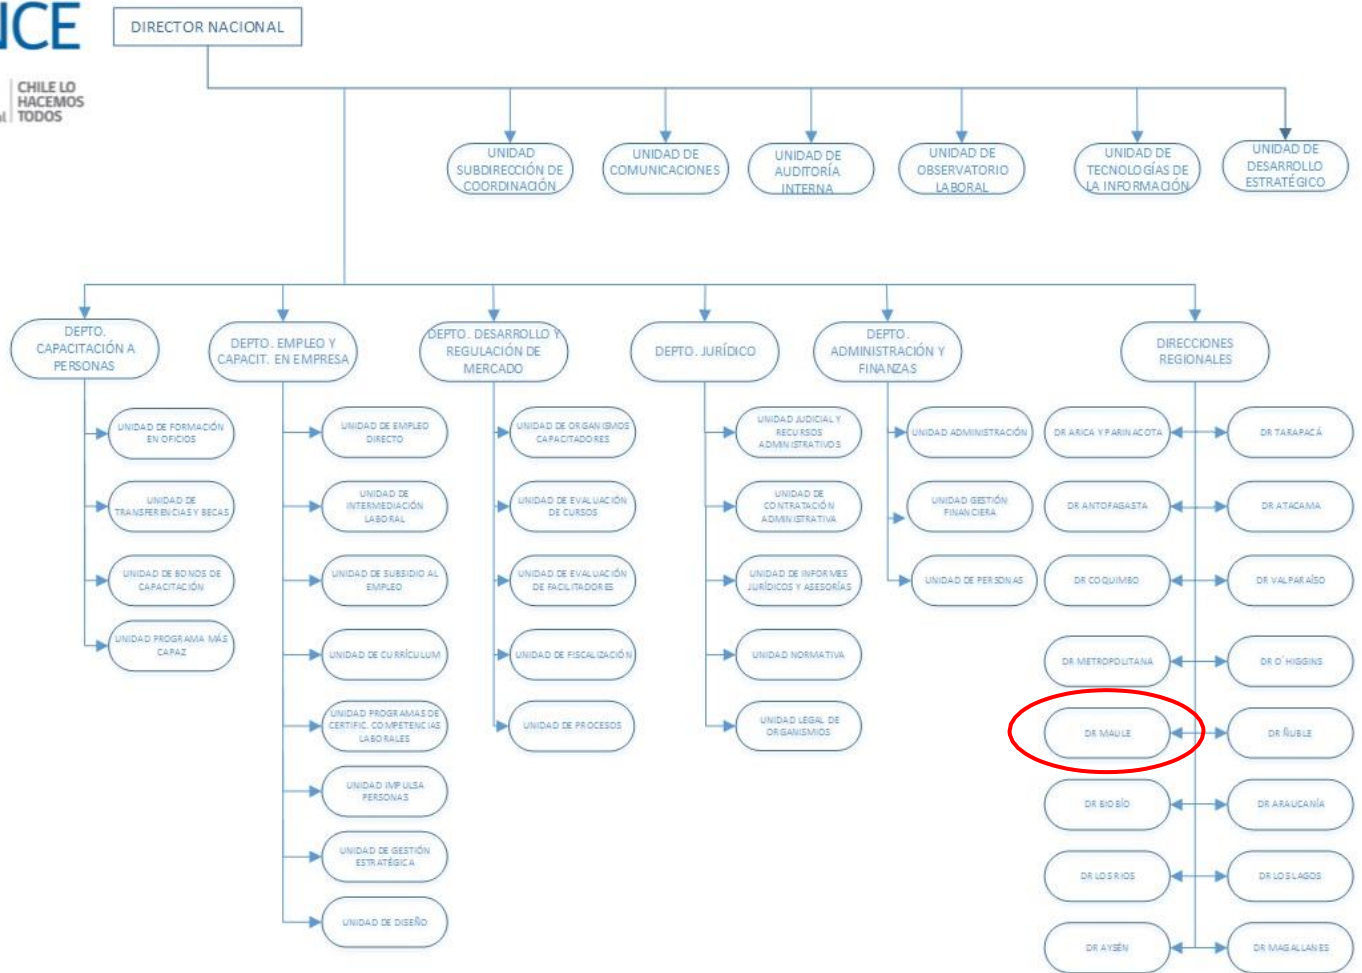 NCE
CHILE LO
HACEMOS
TODOS
DIRECTOR NACIONAL
UNIDAD
SUBDIRECCIÓN DE
COORDINACIÓN
UNIDAD DE
COMUNICACIONES
UNIDAD DE
AUDITORÍA
INTERNA
UNIDAD DE
OBSERVATORIO
LABORAL
UNIDAD DE
TECNOLOGÍAS DE
LA INFORMACIÓN
UNIDAD DE
DESARROLLO
ESTRATÉGICO
DEPTO.
CAPACITACIÓN A
PERSONAS
DEPTO. EMPLEO Y
CAPACIT. EN EMPRESA
DEPTO. DESARROLLO Y
REGULACIÓN DE
MERCADO
DEPTO. JURÍDICO
DEPTO.
ADMINISTRACIÓN Y
FINANZAS
DIRECCIONES
REGIONALES
UNIDAD DE FORMACIÓN
EN OFICIOS
UNIDAD DE
TRANSFERENCIAS Y BECAS
UNIDAD DE BONOS DE
CAPACITACIÓN
UNIDAD PROGRAMA MÁS
CAPAZ
UNIDAD DE EMPLEO
DIRECTO
UNIDAD DE
INTERMEDIACIÓN
LABORAL
UNIDAD DE SUBSIDIO AL
EMPLEO
UNIDAD DE CURRÍCULUM
UNIDAD PROGRAMAS DE
CERTIFIC. COMPETENCIAS
LABORALES
UNIDAD IMPULSA
PERSONAS
UNIDAD DE GESTIÓN
ESTRATÉGICA
UNIDAD DE DISEÑO
UNIDAD DE ORGANISMOS
CAPACITADORES
UNIDAD DE EVALUACIÓN
DE CURSOS
UNIDAD DE EVALUACIÓN
DE FACILITADORES
UNIDAD DE FISCALIZACIÓN
UNIDAD DE PROCESOS
UNIDAD JUDICIAL Y
RECURSOS
ADMINISTRATIVOS
UNIDAD DE
CONTRATACIÓN
ADMINISTRATIVA
UNIDAD DE INFORMES
JURÍDICOS Y ASESORÍAS
UNIDAD NORMATIVA
UNIDAD LEGAL DE
ORGANISMIOS
UNIDAD ADMINISTRACIÓN
UNIDAD GESTIÓN
FINANCIERA
UNIDAD DE PERSONAS
DR ARICA Y PARINACOTA
DR TARAPACÁ
DR ANTOFAGASTA
DR ATACAMA
DR COQUIMBO
DR VALPARAÍSO
DR METROPOLITANA
DR O´HIGGINS
DR MAULE
DR ÑUBLE
DR BIO BÍO
DR ARAUCANÍA
DR LOS RIOS
DR LOS LAGOS
DR AYSÉN
DR MAGALLANES